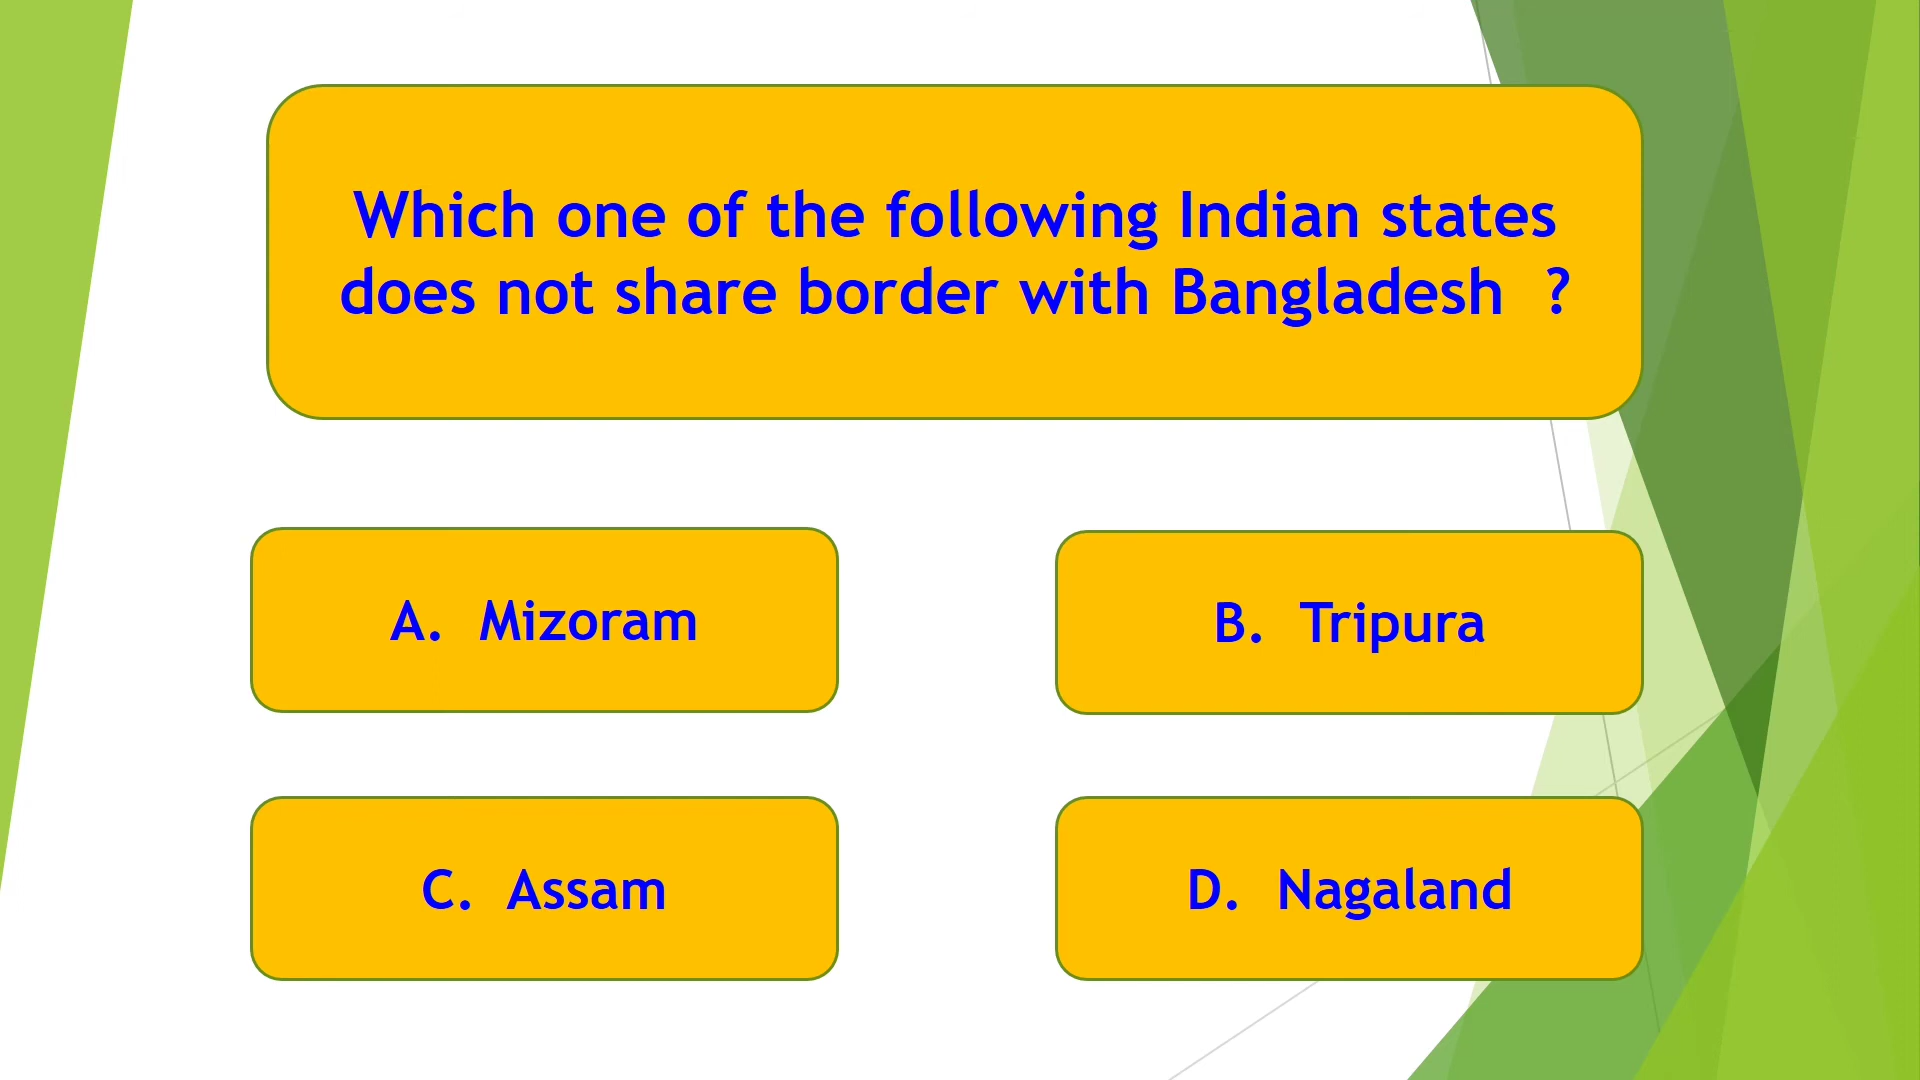 Which one of the following Indian states
does not share border with Bangladesh  ?
A.  Mizoram
B.  Tripura
C.  Assam
D.  Nagaland